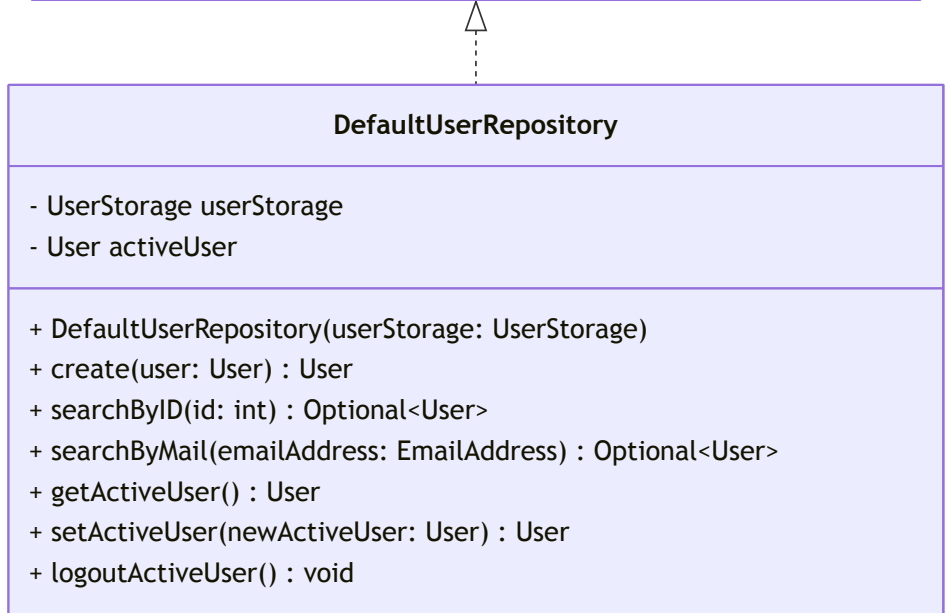 DefaultUserRepository
- UserStorage userStorage
- User activeUser
+ DefaultUserRepository(userStorage: UserStorage)
+ create(user: User) : User
+ searchByID(id: int) : Optional<User>
+ searchByMail(emailAddress: EmailAddress) : Optional<User>
+ getActiveUser() : User
+ setActiveUser(newActiveUser: User) : User
+ logoutActiveUser() : void